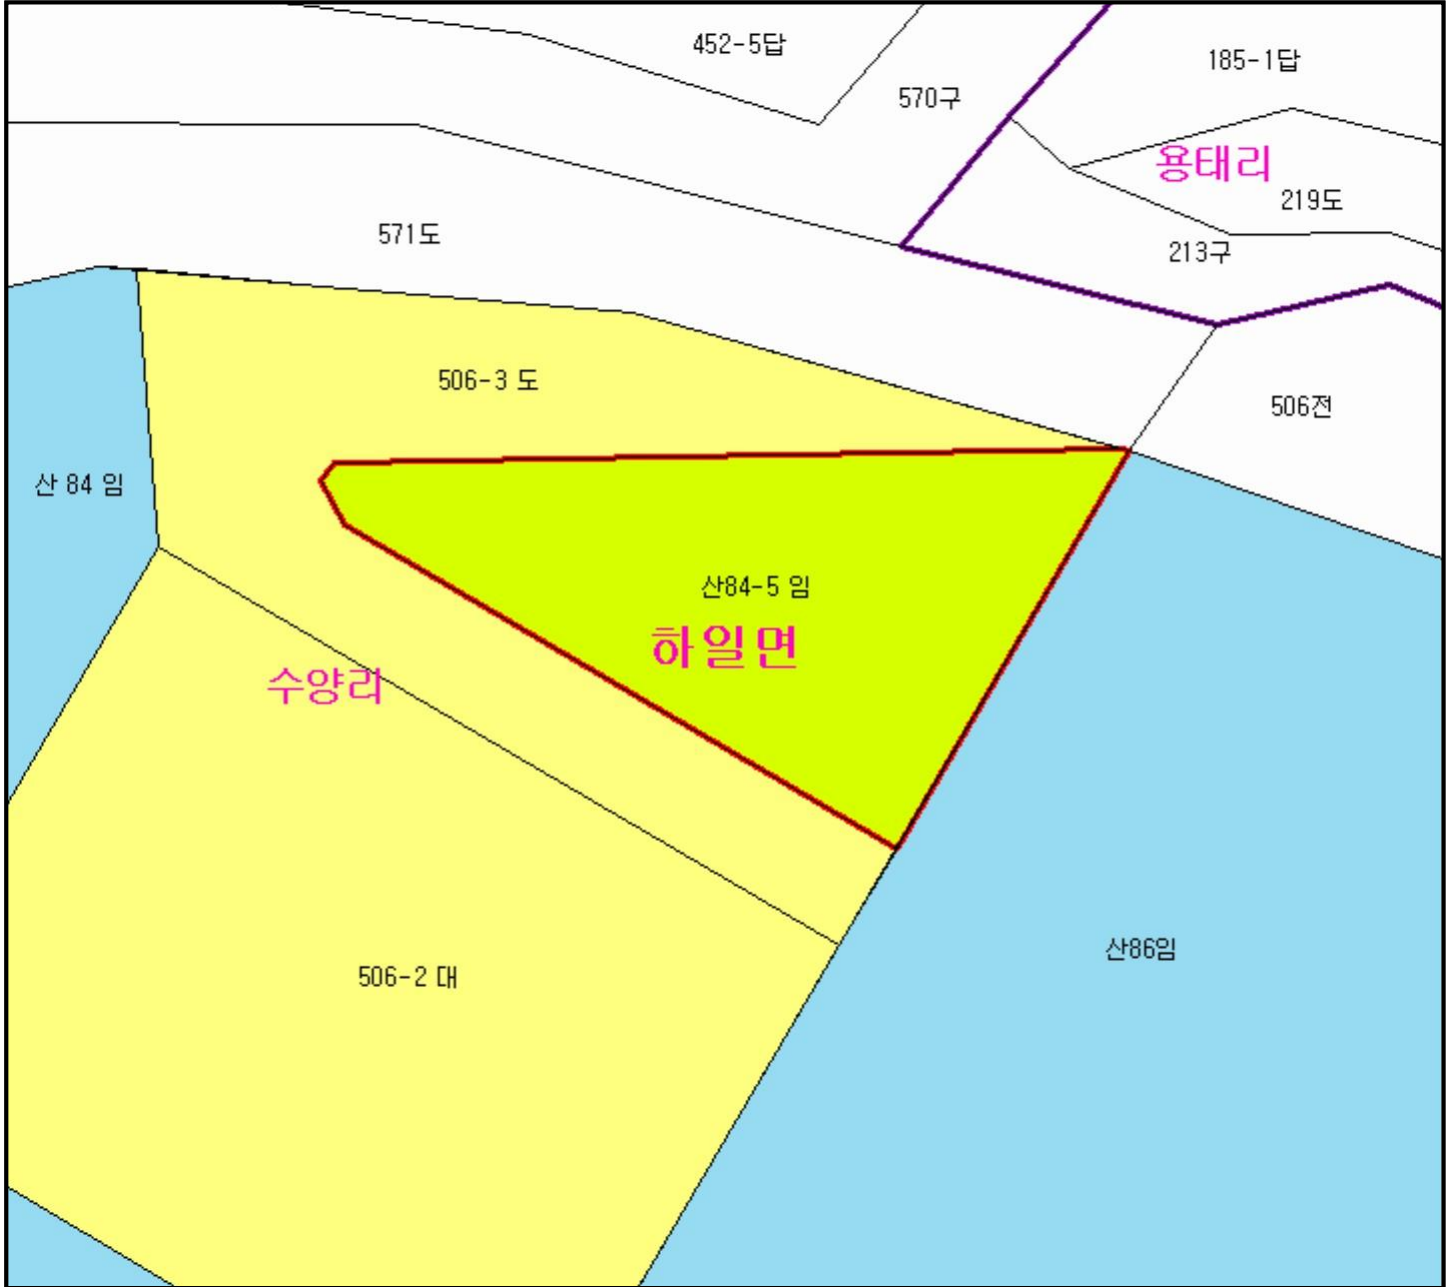 452-5답
185-1답
570구
용태리
219도
571도
213구
506-3 도
506전
산 84 임
산84-5 임
하일면
수양리
산86임
506-2 대